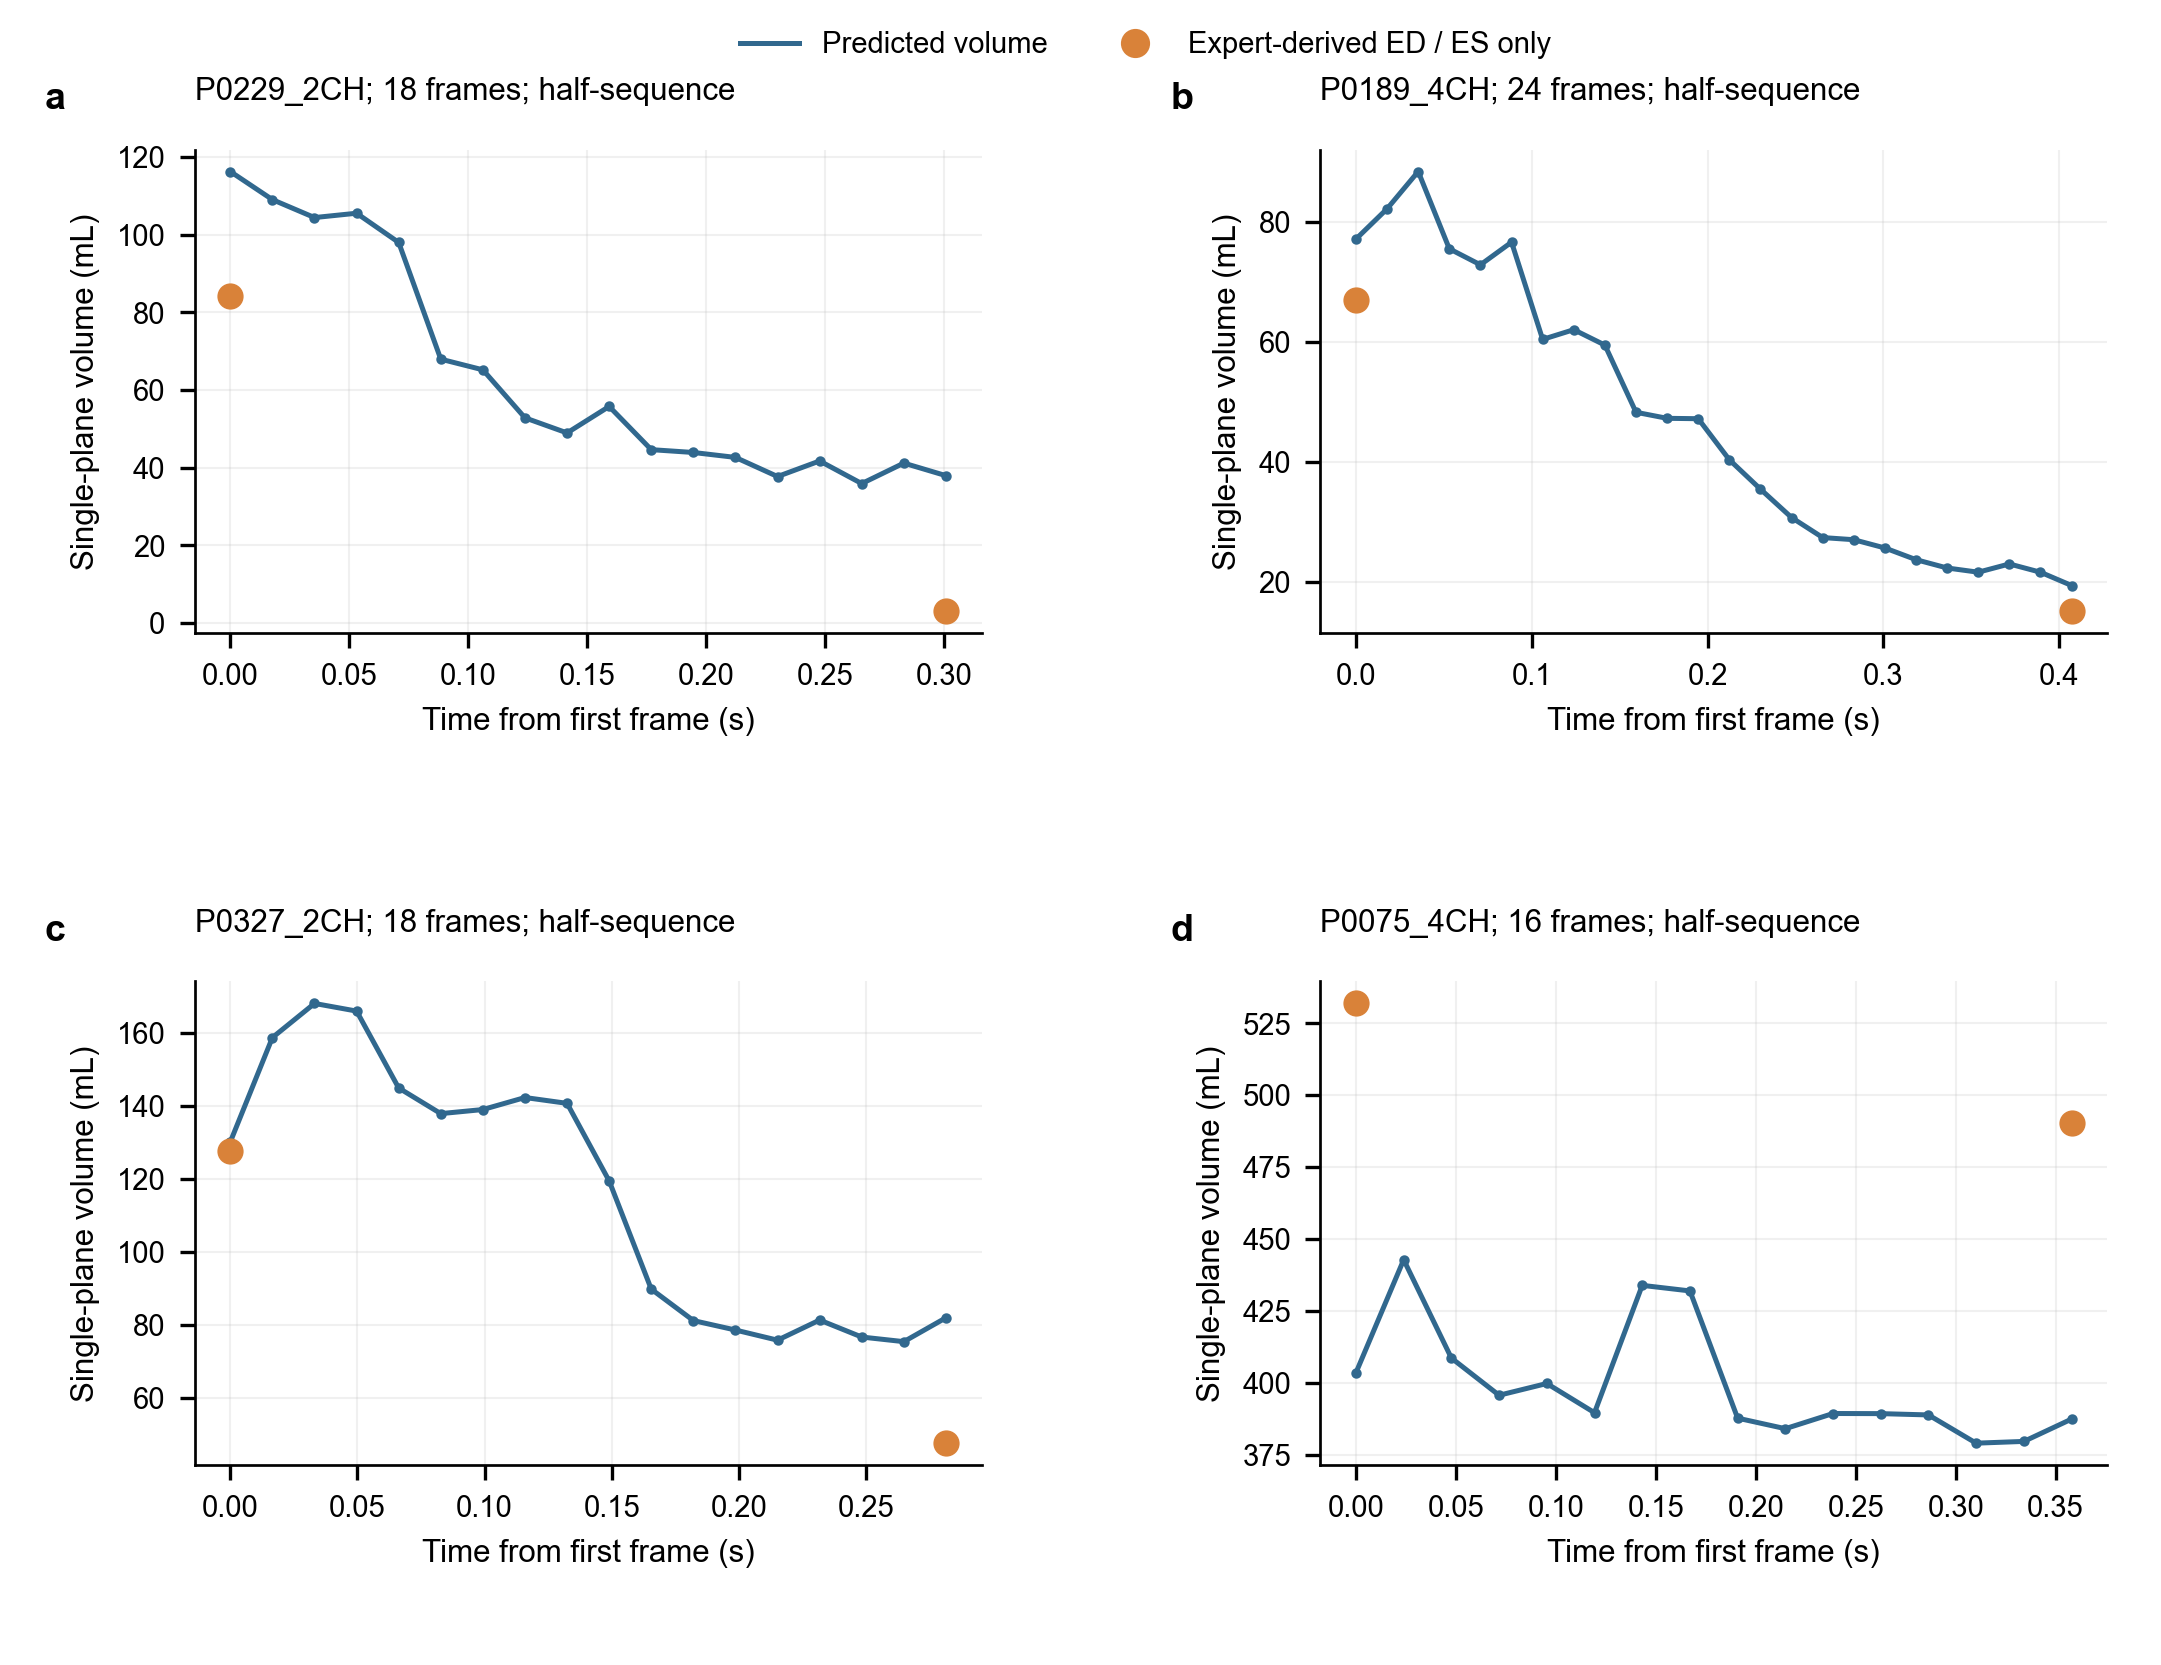 Predicted volume
Expert-derived ED / ES only
a
P0229_2CH; 18 frames; half-sequence
120
100
80
60
40
20
0
Single-plane volume (mL)
0.00 0.05 0.10 0.15 0.20 0.25 0.30
Time from first frame (s)
b
P0189_4CH; 24 frames; half-sequence
80
60
40
20
Single-plane volume (mL)
0.0 0.1 0.2 0.3 0.4
Time from first frame (s)
c
P0327_2CH; 18 frames; half-sequence
160
140
120
100
80
60
Single-plane volume (mL)
0.00 0.05 0.10 0.15 0.20 0.25
Time from first frame (s)
d
P0075_4CH; 16 frames; half-sequence
525
500
475
450
425
400
375
Single-plane volume (mL)
0.00 0.05 0.10 0.15 0.20 0.25 0.30 0.35
Time from first frame (s)